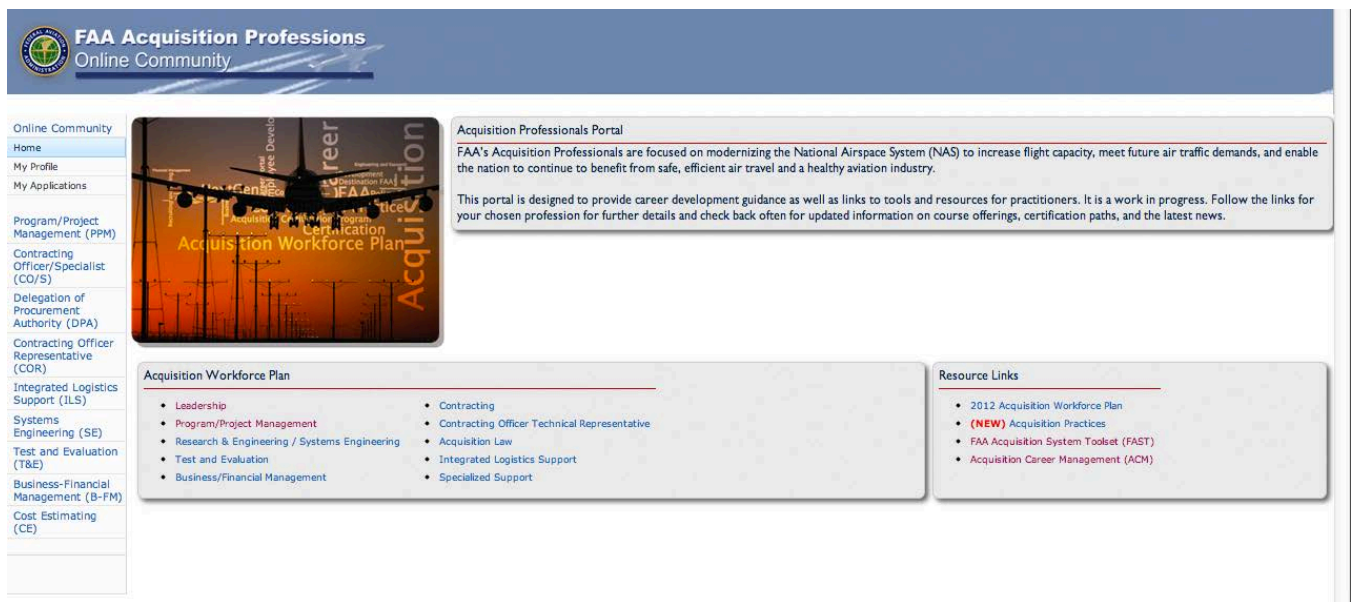 FAA Acquisition Professions
Online Community
Online Community
Home
My Profile
My Applications
Program/Project
Management (PPM)
Contracting
Officer/Specialist
(CO/S)
Delegation of
Procurement
Authority (DPA)
Contracting Officer
Representative
(COR)
Integrated Logistics
Support (ILS)
Systems
Engineering (SE)
Test and Evaluation
(T&E)
Business-Financial
Management (B-FM)
Cost Estimating
(CE)
Career
Acquisition
NextGen
FAA
Certification
Acquisition Workforce Plan
Acquisition Professionals Portal
FAA's Acquisition Professionals are focused on modernizing the National Airspace System (NAS) to increase flight capacity, meet future air traffic demands, and enable
the nation to continue to benefit from safe, efficient air travel and a healthy aviation industry.
This portal is designed to provide career development guidance as well as links to tools and resources for practitioners. It is a work in progress. Follow the links for
your chosen profession for further details and check back often for updated information on course offerings, certification paths, and the latest news.
Acquisition Workforce Plan
• Leadership
• Program/Project Management
• Research & Engineering / Systems Engineering
• Test and Evaluation
• Business/Financial Management
• Contracting
• Contracting Officer Technical Representative
• Acquisition Law
• Integrated Logistics Support
• Specialized Support
Resource Links
• 2012 Acquisition Workforce Plan
• (NEW) Acquisition Practices
• FAA Acquisition System Toolset (FAST)
• Acquisition Career Management (ACM)